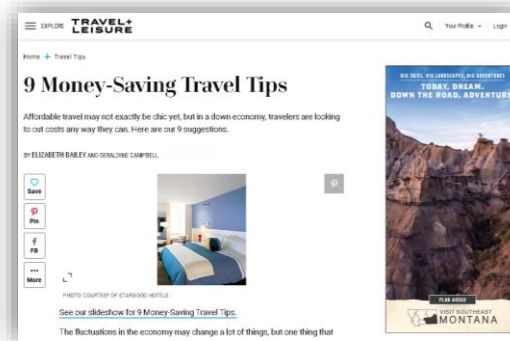 EXPLORE
TRAVEL+
LEISURE
Your Profile
Login
Home + Travel Tips
9 Money-Saving Travel Tips
Affordable travel may not exactly be chic yet, but in a down economy, travelers are looking
to cut costs any way they can. Here are our 9 suggestions.
BY ELIZABETH BAILEY AND GERALDINE CAMPBELL
Save
Pin
FB
More
PHOTO: COURTESY OF STARWOOD HOTELS
See our slideshow for 9 Money-Saving Travel Tips.
The fluctuations in the economy may change a lot of things, but one thing that
BIG SKIES, BIG LANDSCAPES, BIG ADVENTURES
TODAY, DREAM.
DOWN THE ROAD, ADVENTURE
PLAN AHEAD
VISIT SOUTHEAST
MONTANA